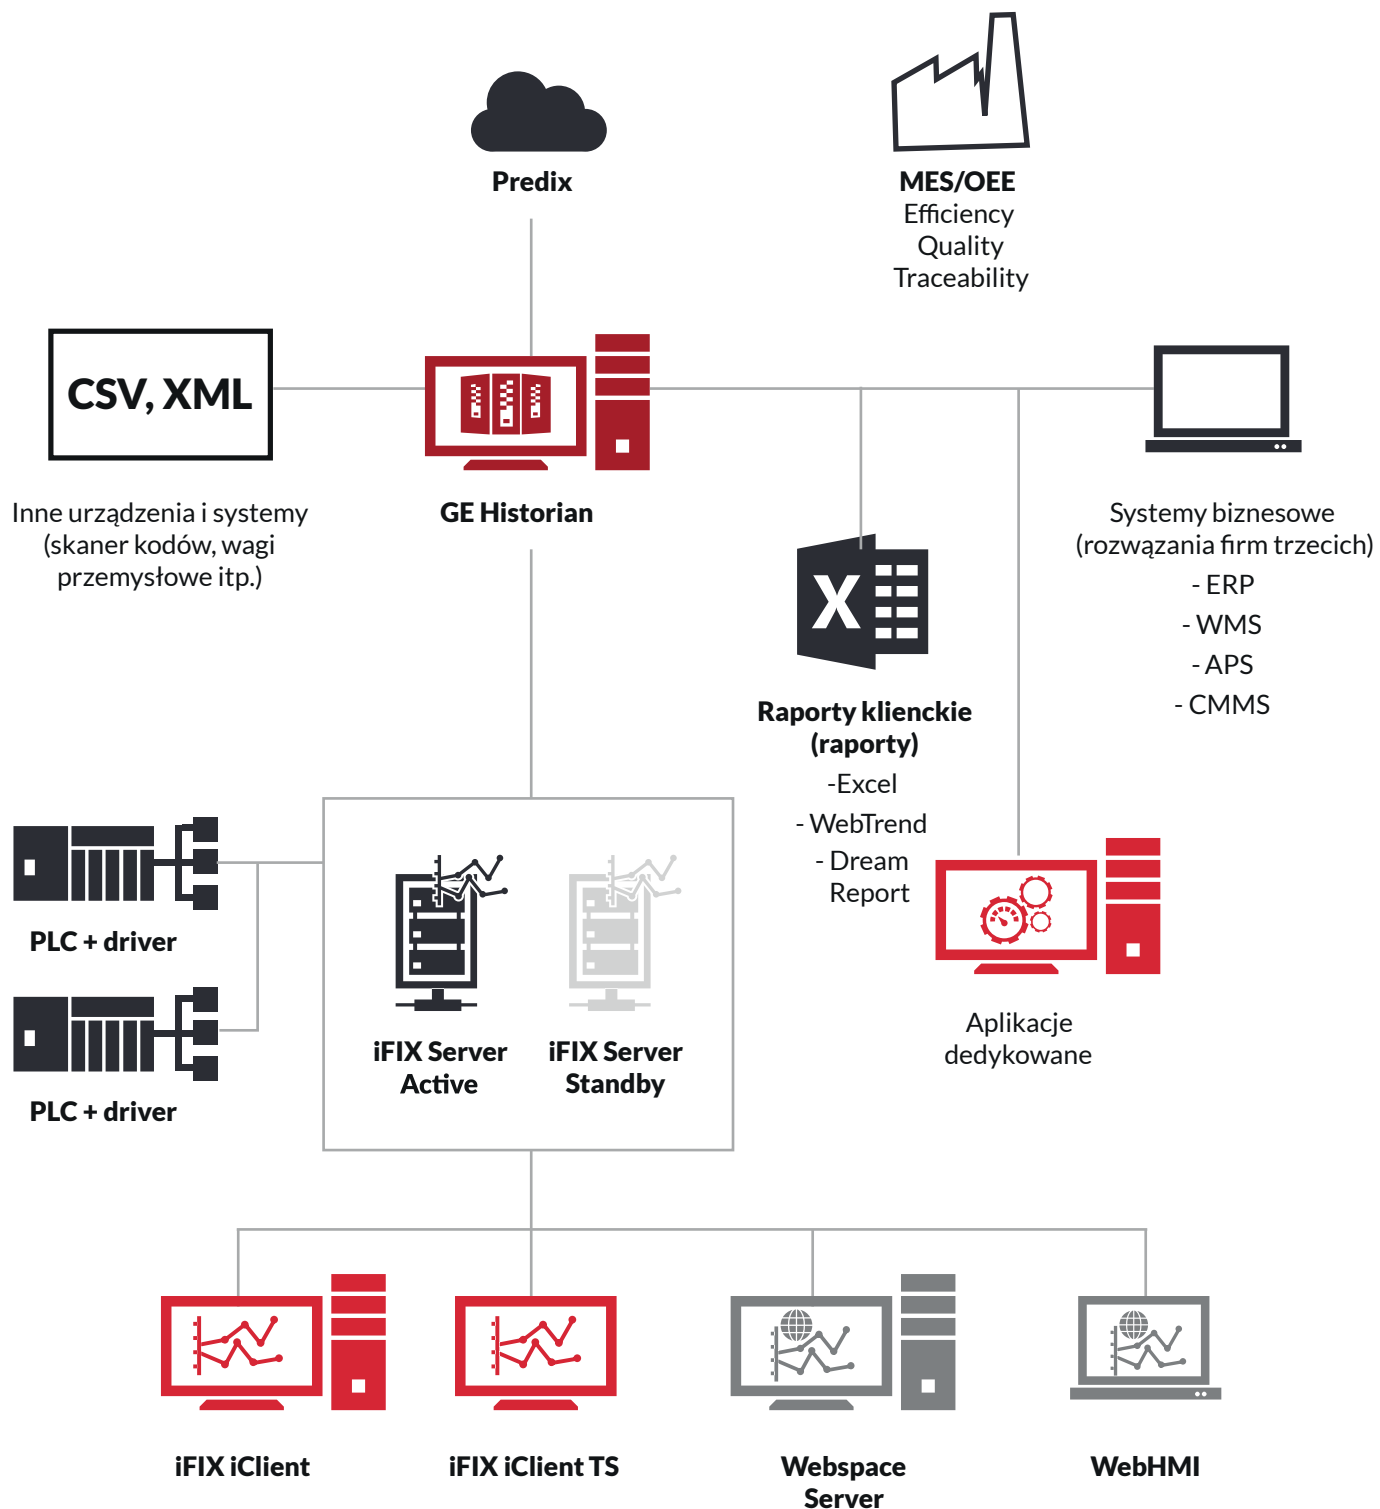 Predix
MES/OEE
Efficiency
Quality
Traceability
CSV, XML
Inne urządzenia i systemy
(skaner kodów, wagi
przemysłowe itp.)
GE Historian
Systemy biznesowe
(rozwązania firm trzecich)
- ERP
- WMS
- APS
- CMMS
X
Raporty klienckie
(raporty)
-Excel
- WebTrend
- Dream
Report
PLC + driver
PLC + driver
iFIX Server
Active
iFIX Server
Standby
Aplikacje
dedykowane
iFIX iClient
iFIX iClient TS
Webspace
Server
WebHMI